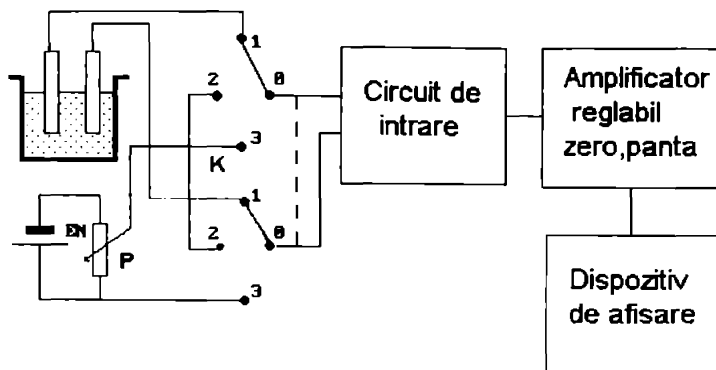 1
0
2
3
K
1
2
0
EN
P
3
Circuit de
intrare
Amplificator
reglabil
zero,panta
Dispozitiv
de afisare